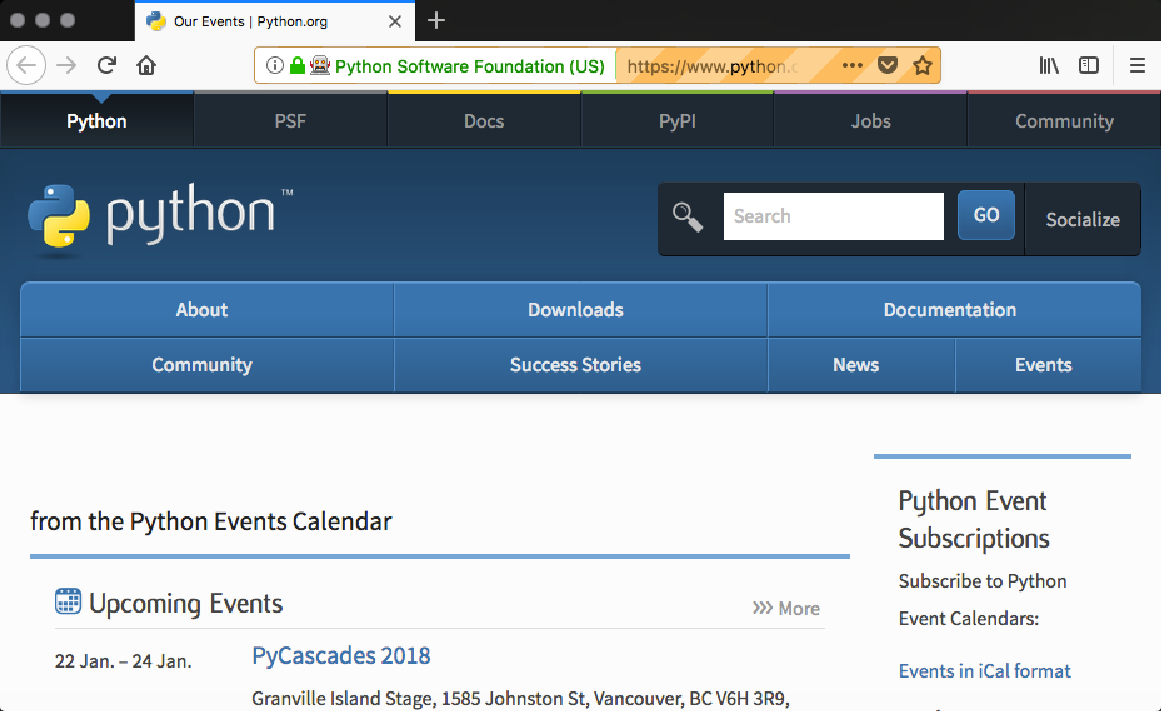 Our Events | Python.org
Python Software Foundation (US)
https://www.python.
Python
PSF
Docs
PyPI
Jobs
Community
python™
Search
GO
Socialize
About
Downloads
Documentation
Community
Success Stories
News
Events
from the Python Events Calendar
Upcoming Events
>>> More
22 Jan. – 24 Jan.
PyCascades 2018
Granville Island Stage, 1585 Johnston St, Vancouver, BC V6H 3R9,
Python Event
Subscriptions
Subscribe to Python
Event Calendars:
Events in iCal format